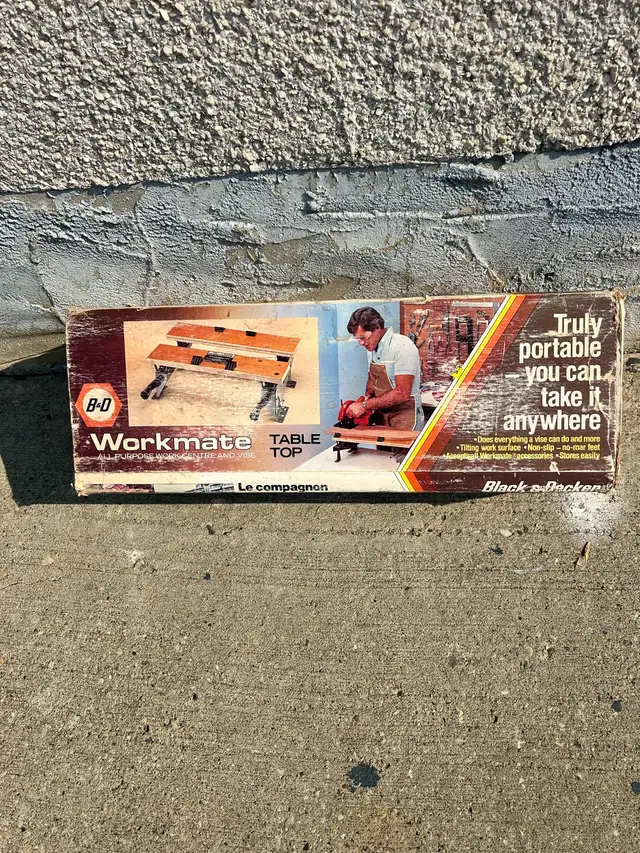 B&D
Workmate
ALL PURPOSE WORK CENTRE AND VISE
TABLE
TOP
Le compagnon
Truly
portable
– you can
take it
anywhere
•Does everything a vise can do and more
•Tilting work surface •Non-slip – no-mar feet
•Accepts all Workmate accessories •Stores easily
Black & Decker